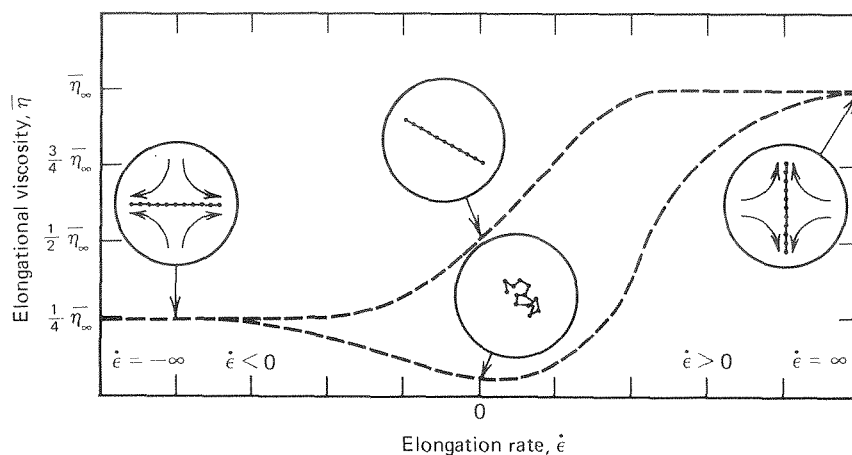 Elongational viscosity, η̅
η̅∞
3/4 η̅∞
1/2 η̅∞
1/4 · η̅∞
ε̇ = −∞
ε̇ < 0
ε̇ > 0
ε̇ = ∞
0
Elongation rate, ε̇